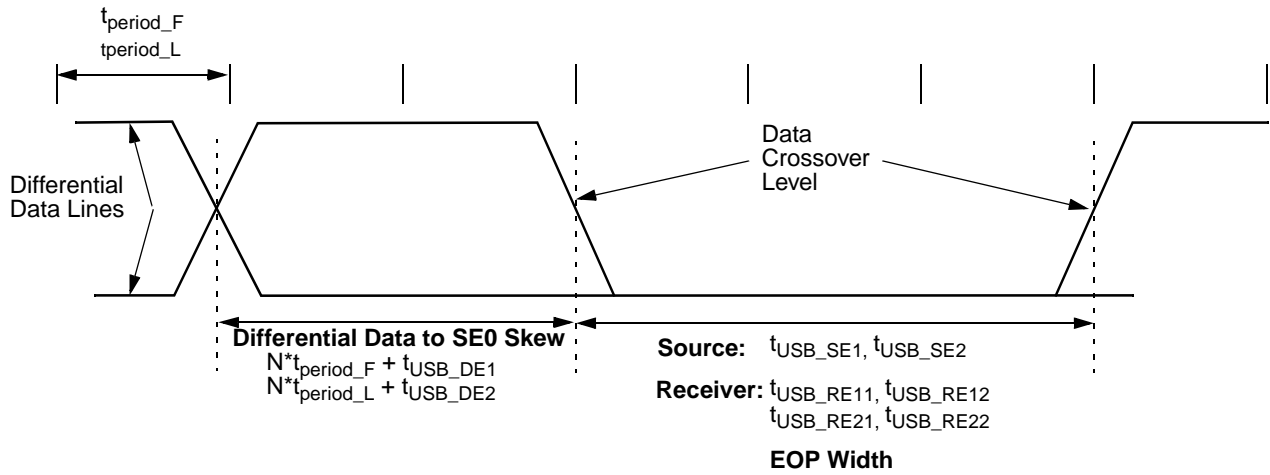 tperiod_F
tperiod_L
Differential
Data Lines
Data
Crossover
Level
Differential Data to SE0 Skew
N*tperiod_F + tUSB_DE1
N*tperiod_L + tUSB_DE2
Source: tUSB_SE1, tUSB_SE2
Receiver: tUSB_RE11, tUSB_RE12
tUSB_RE21, tUSB_RE22
EOP Width